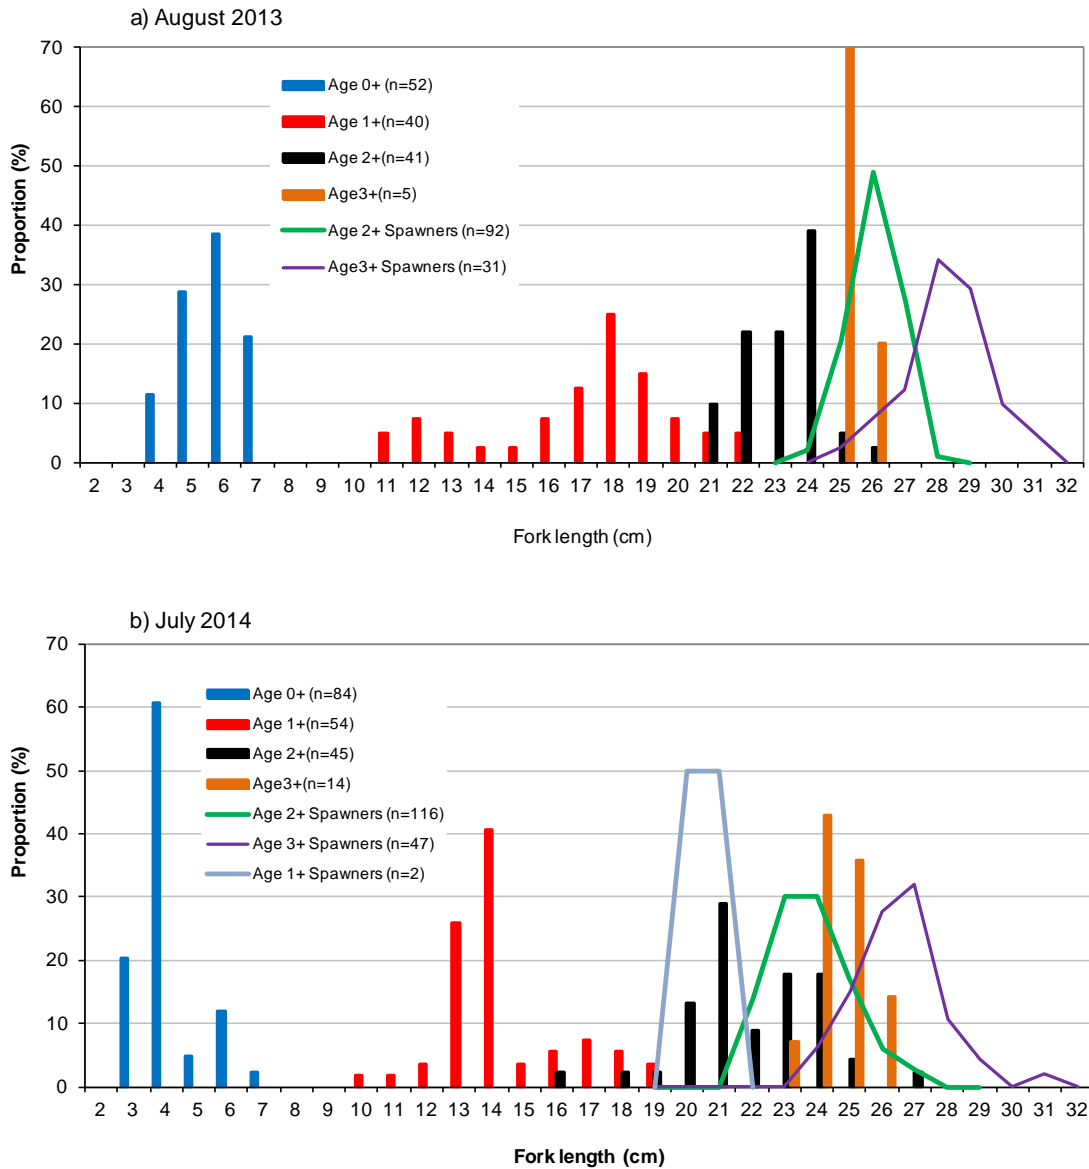 a) August 2013
70
60
50
40
30
20
10
0
Proportion (%)
Age 0+ (n=52)
Age 1+(n=40)
Age 2+(n=41)
Age3+(n=5)
Age 2+ Spawners (n=92)
Age3+ Spawners (n=31)
2 3 4 5 6 7 8 9 10 11 12 13 14 15 16 17 18 19 20 21 22 23 24 25 26 27 28 29 30 31 32
Fork length (cm)
b) July 2014
70
60
50
40
30
20
10
0
Proportion (%)
Age 0+ (n=84)
Age 1+(n=54)
Age 2+(n=45)
Age3+(n=14)
Age 2+ Spawners (n=116)
Age 3+ Spawners (n=47)
Age 1+ Spawners (n=2)
2 3 4 5 6 7 8 9 10 11 12 13 14 15 16 17 18 19 20 21 22 23 24 25 26 27 28 29 30 31 32
Fork length (cm)